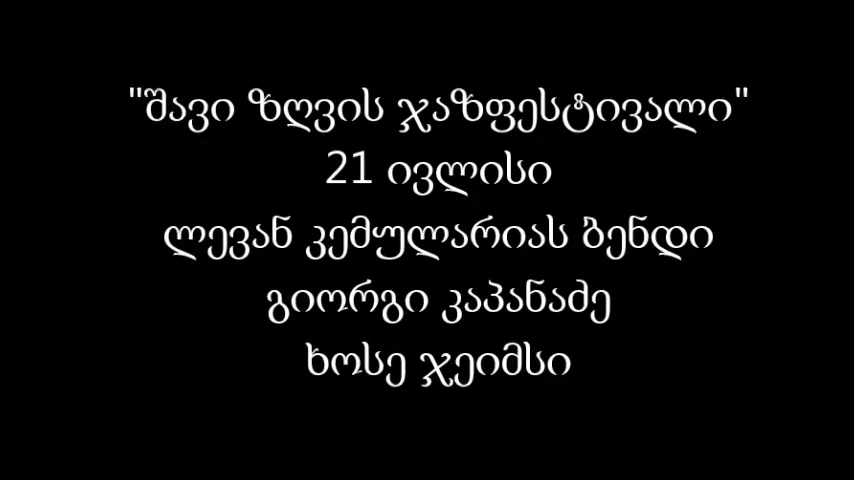 "შავი ზღვის ჯაზფესტივალი"
21 ივლისი
ლევან კემულარიას ბენდი
გიორგი კაპანაძე
ხოსე ჯეიმსი